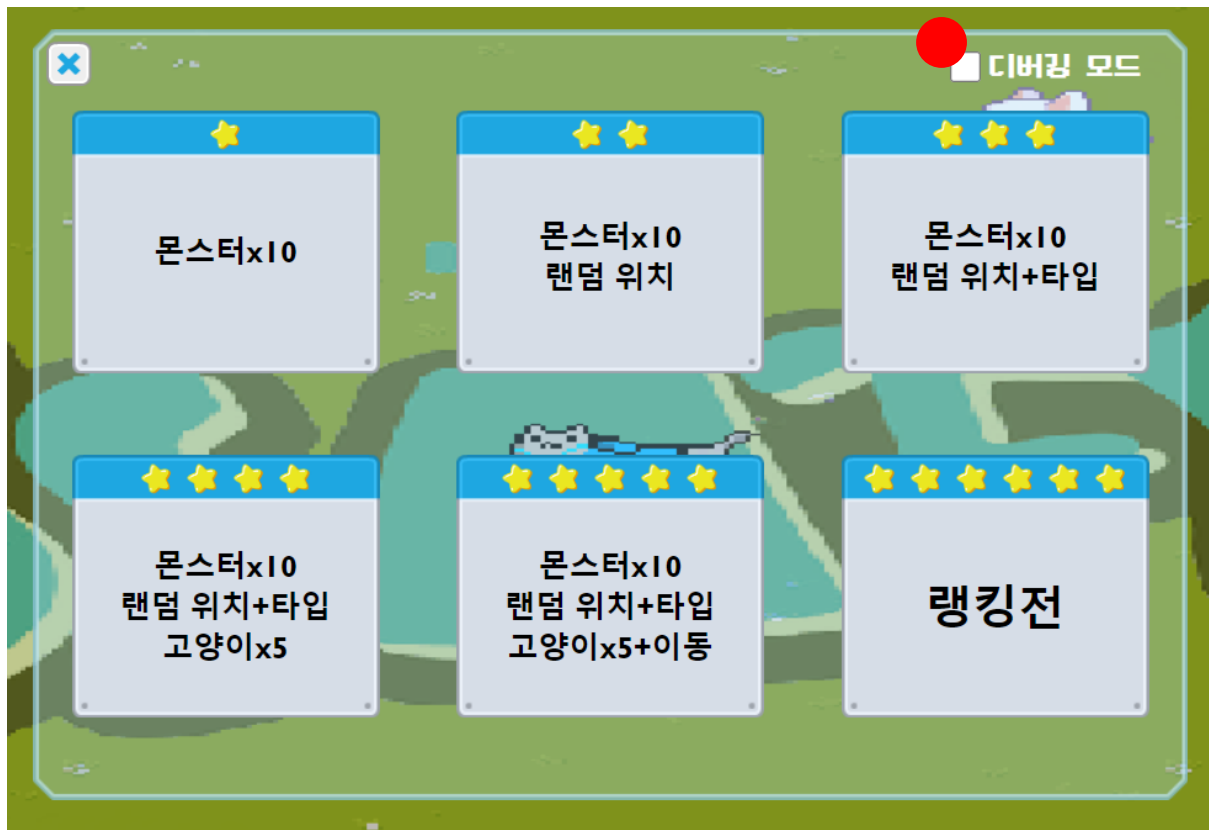 디버깅 모드
몬스터x10
몬스터x10
랜덤 위치
몬스터x10
랜덤 위치+타입
몬스터x10
랜덤 위치+타입
고양이x5
몬스터x10
랜덤 위치+타입
고양이x5+이동
랭킹전